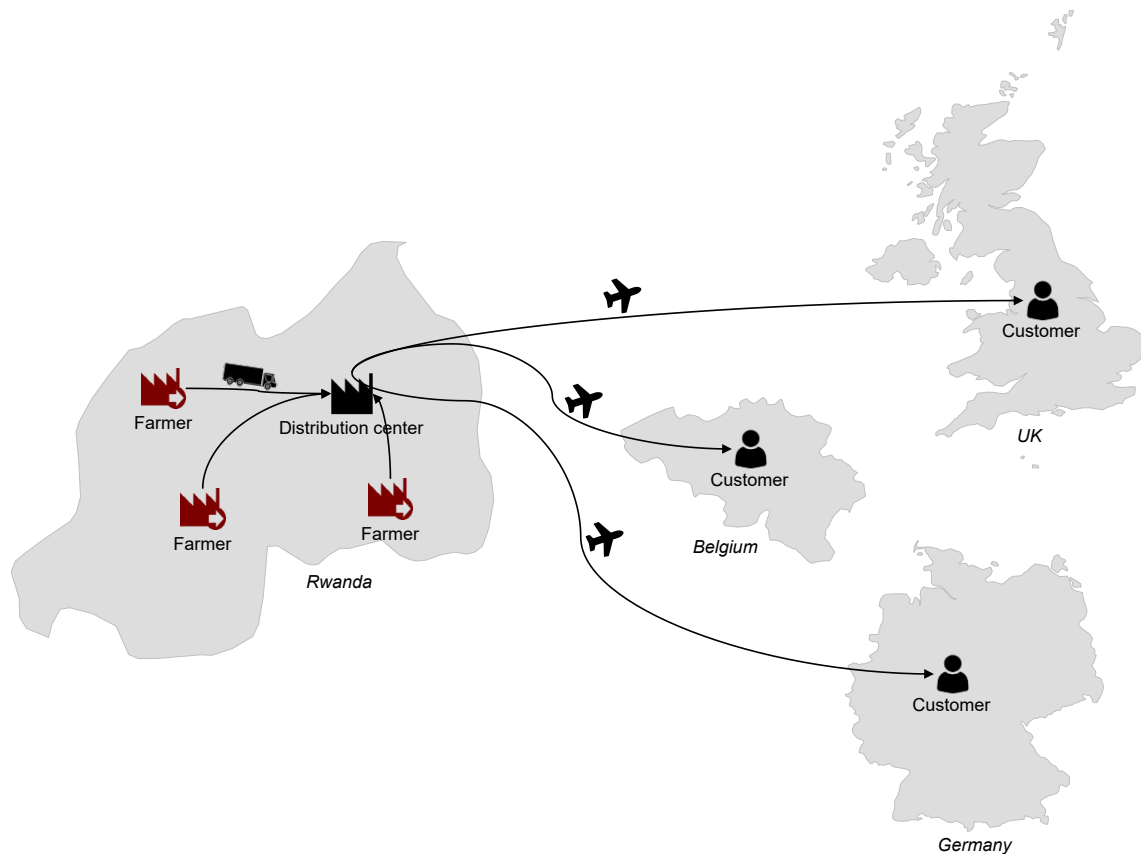 Customer
UK
Farmer
Distribution center
Customer
Farmer
Farmer
Belgium
Rwanda
Customer
Germany